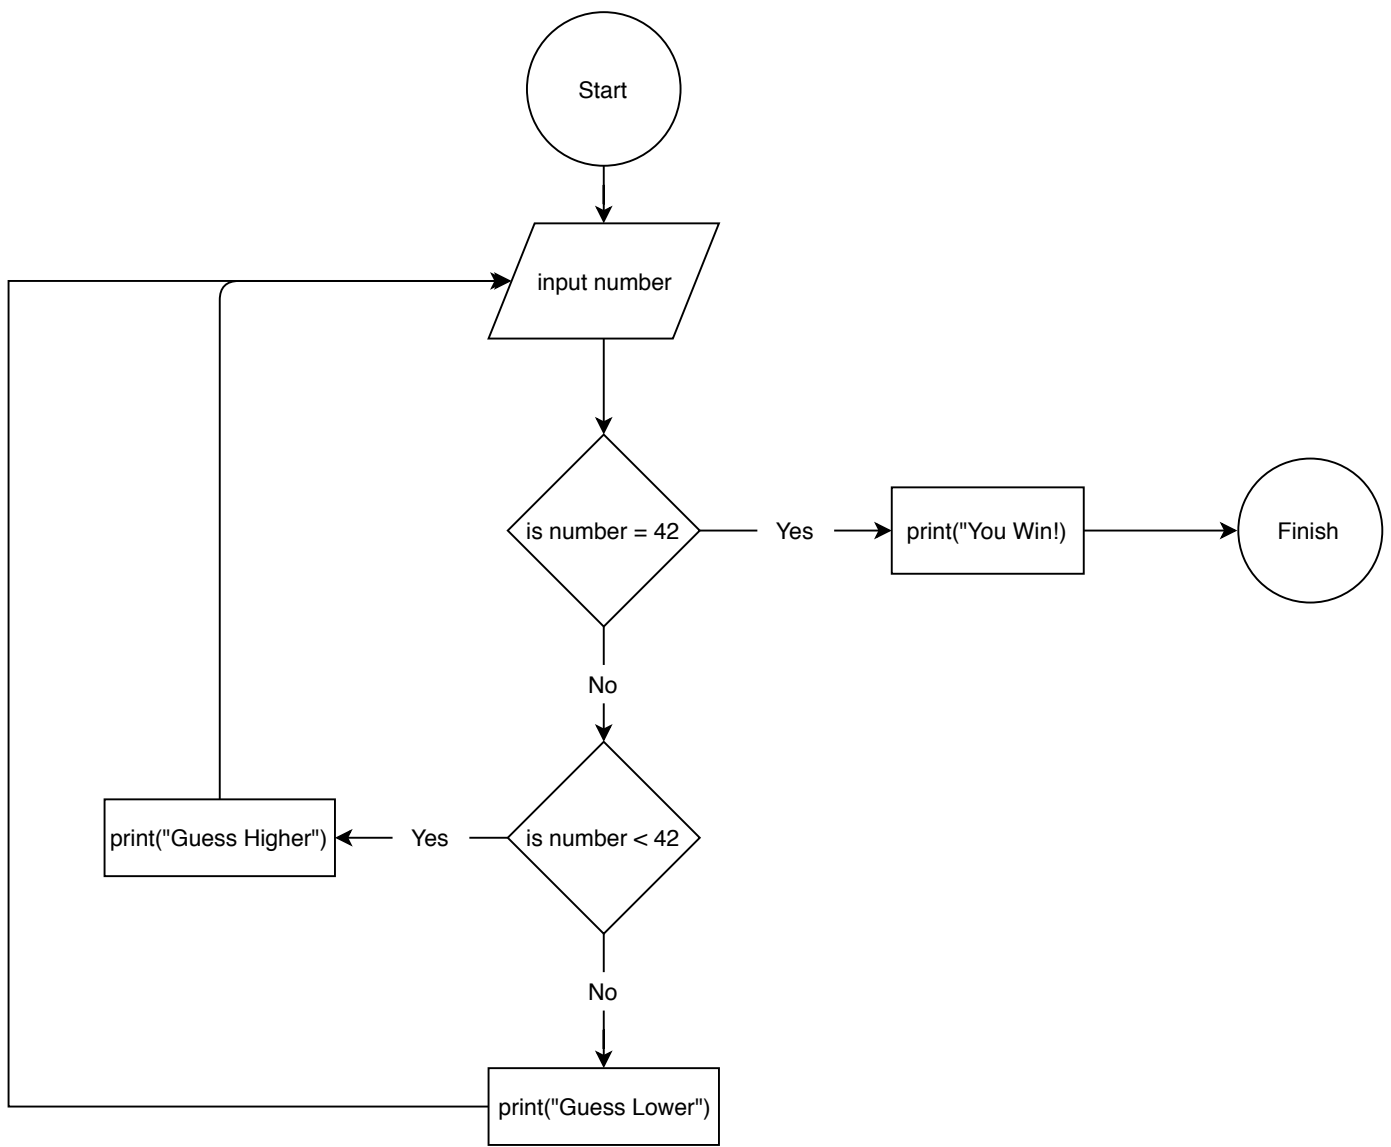 Start
input number
is number = 42
Yes
print("You Win!)
Finish
No
is number < 42
Yes
print("Guess Higher")
No
print("Guess Lower")